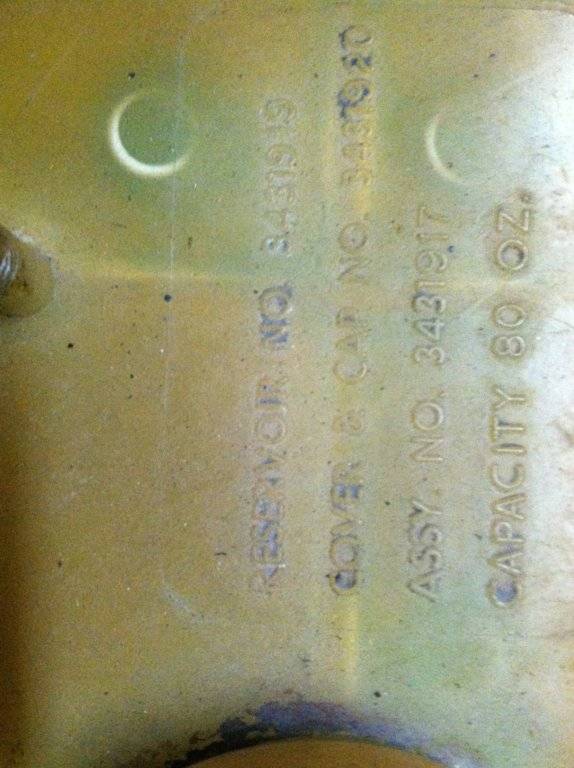 RESERVOIR NO. 3431919
COVER & CAP NO. 3431920
ASSY. NO. 3431917
CAPACITY 80 OZ.